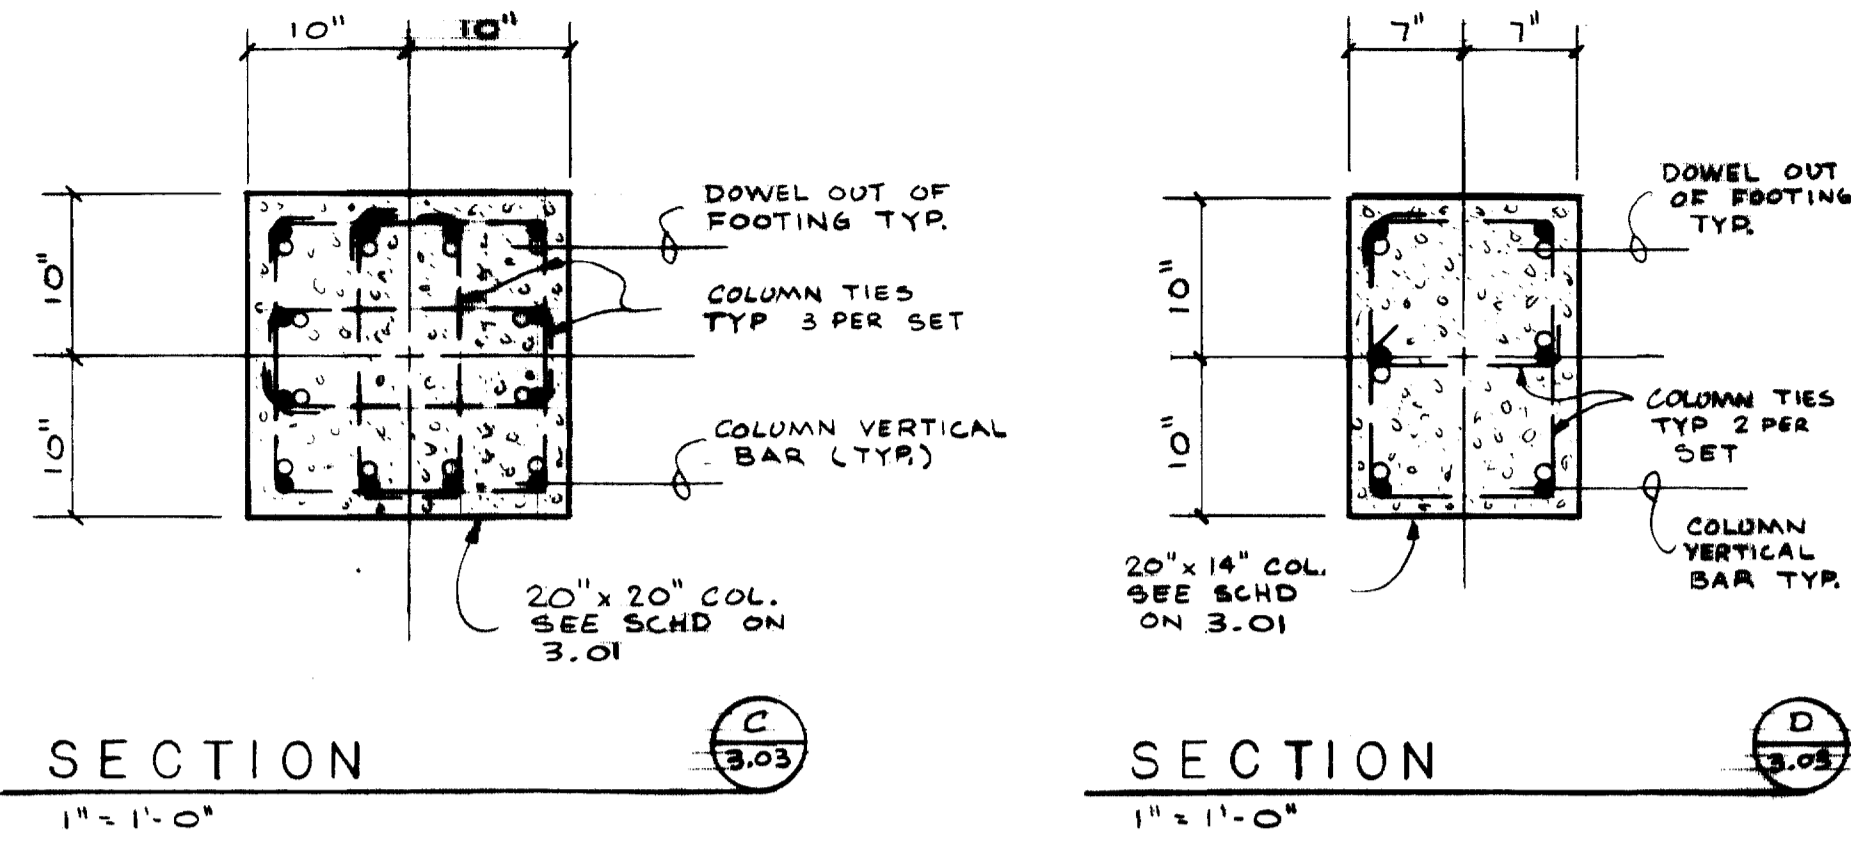 10"
10"
10"
10"
DOWEL OUT OF
FOOTING TYP.
COLUMN TIES
TYP 3 PER SET
COLUMN VERTICAL
BAR (TYP.)
20" x 20" COL.
SEE SCHD ON
3.01
SECTION
C
3.03
1" = 1'-0"
7"
7"
10"
10"
DOWEL OUT
OF FOOTING
TYP.
COLUMN TIES
TYP 2 PER
SET
COLUMN
VERTICAL
BAR TYP.
20" x 14" COL.
SEE SCHD
ON 3.01
SECTION
D
1" = 1'-0"